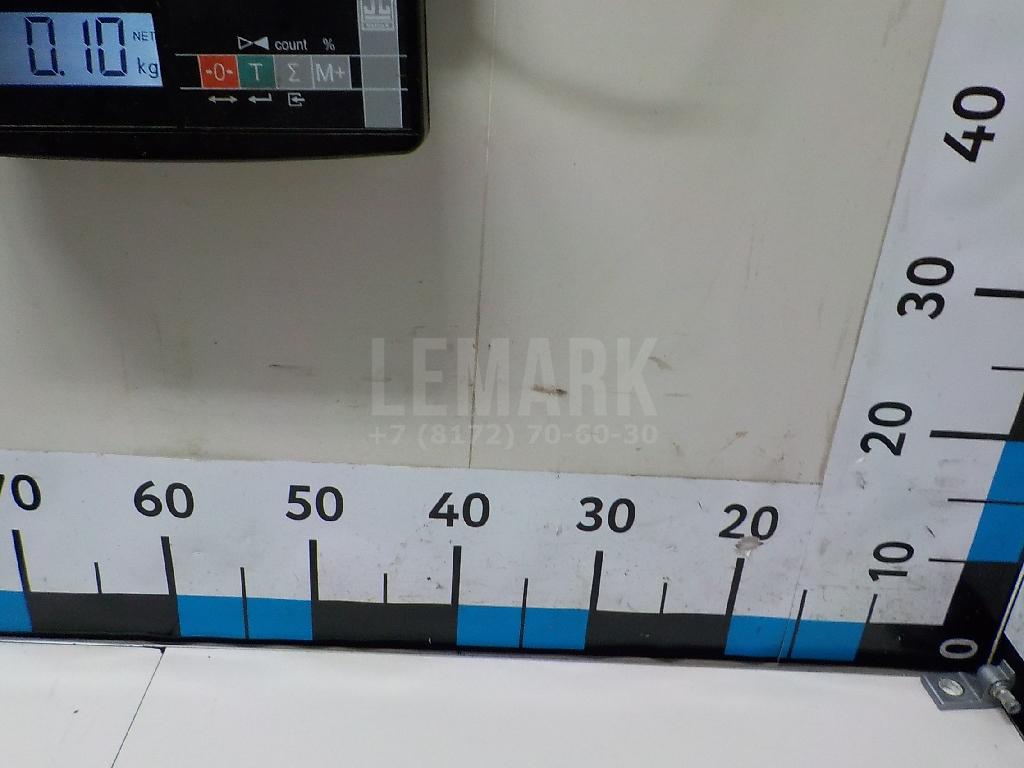 0.10 NET kg
count %
→0← T Σ M+
40
30
LEMARK
+7 (8172) 70-60-30
20
70 60 50 40 30 20
10
0